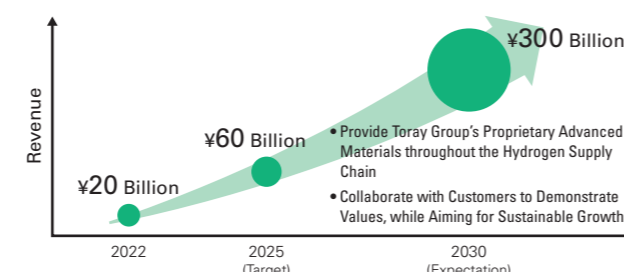 ¥300 Billion
Revenue
¥60 Billion
• Provide Toray Group's Proprietary Advanced
Materials throughout the Hydrogen Supply
Chain
¥20 Billion
• Collaborate with Customers to Demonstrate
Values, while Aiming for Sustainable Growth
2022 2025 2030
(Target) (Expectation)